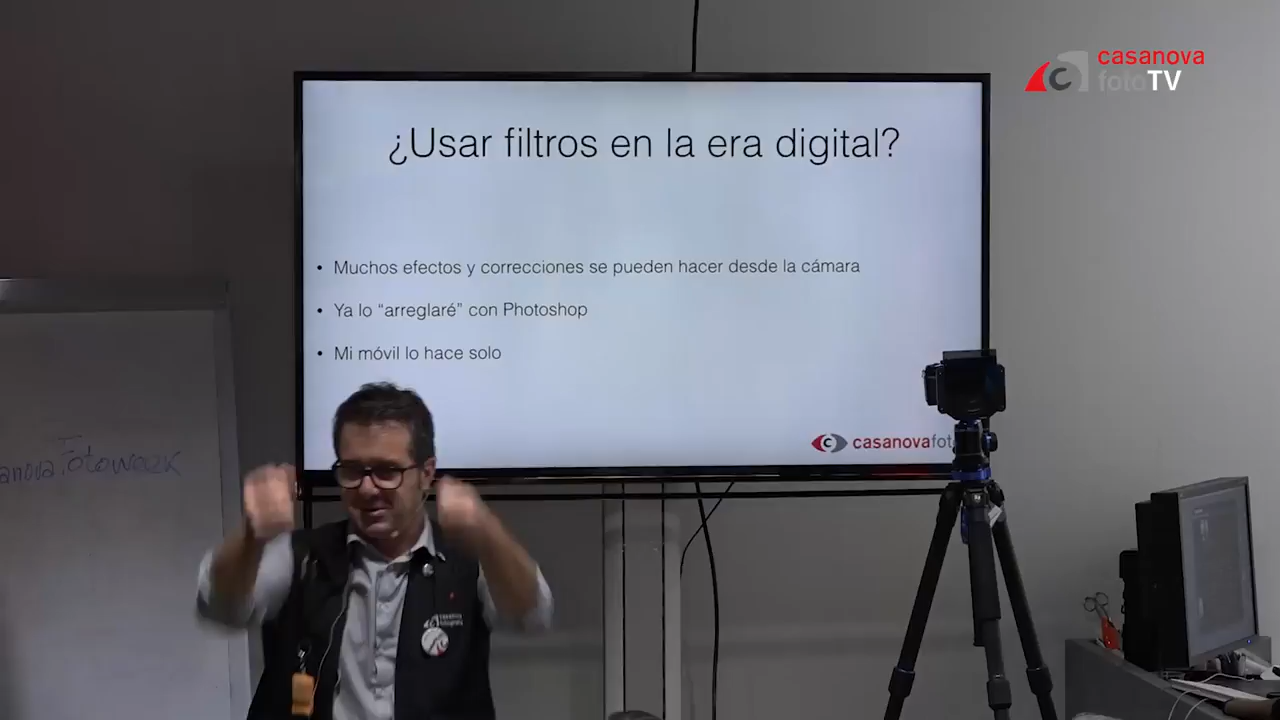 casanova
fotoTV
¿Usar filtros en la era digital?
• Muchos efectos y correcciones se pueden hacer desde la cámara
• Ya lo “arreglaré” con Photoshop
• Mi móvil lo hace solo
casanovafot
anovaFotoweek